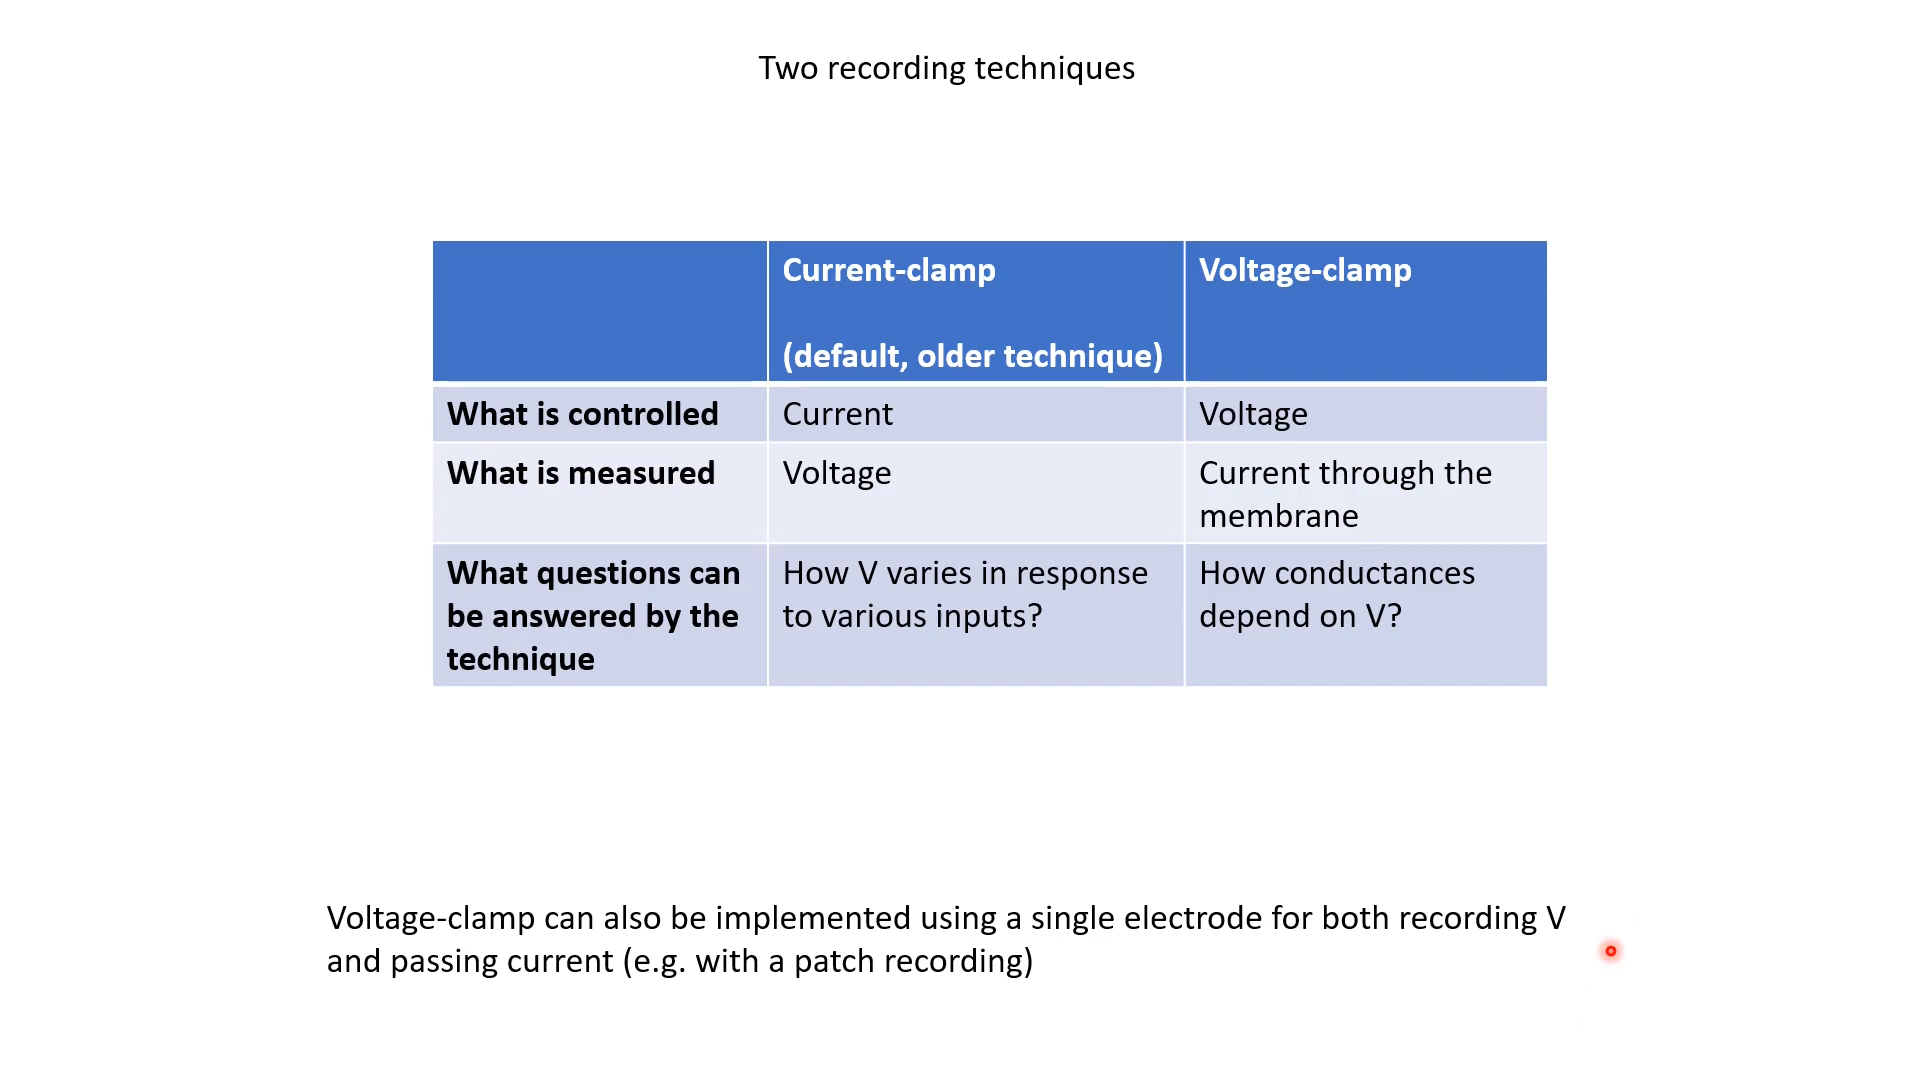 Two recording techniques
Current-clamp
(default, older technique)
Voltage-clamp
What is controlled
Current
Voltage
What is measured
Voltage
Current through the
membrane
What questions can
be answered by the
technique
How V varies in response
to various inputs?
How conductances
depend on V?
Voltage-clamp can also be implemented using a single electrode for both recording V
and passing current (e.g. with a patch recording)